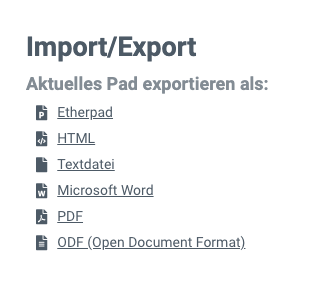 Import/Export
Aktuelles Pad exportieren als:
Etherpad
HTML
Textdatei
Microsoft Word
PDF
ODF (Open Document Format)